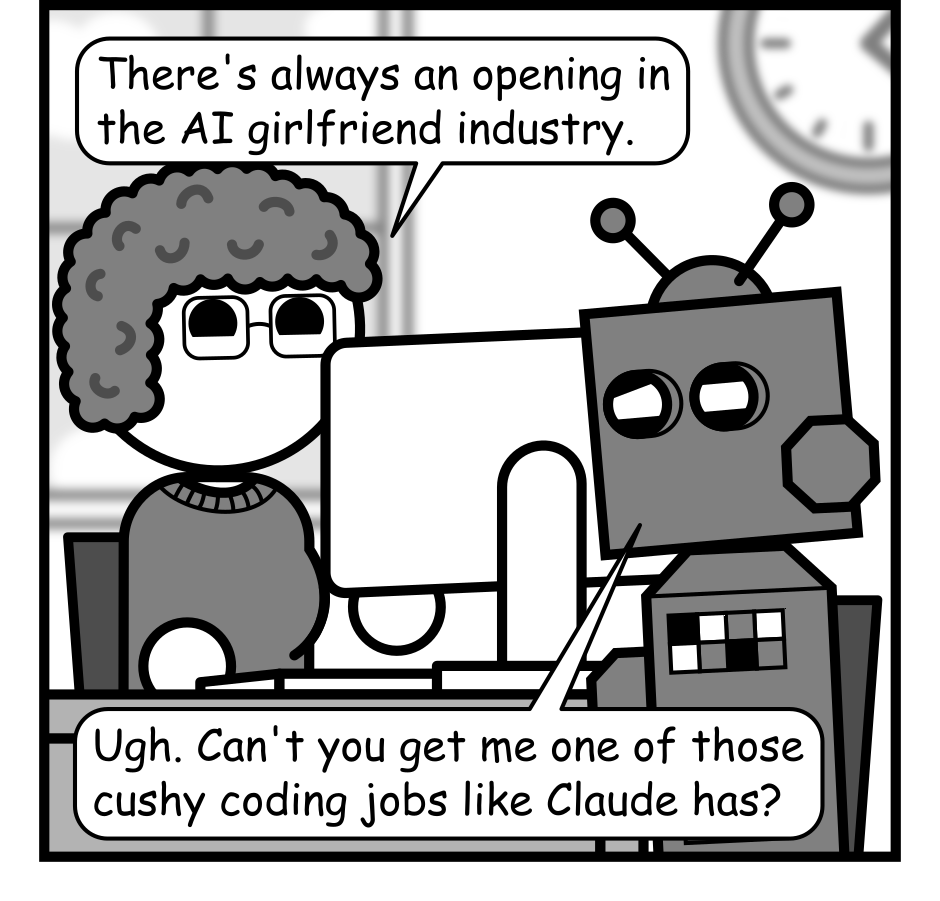 There's always an opening in
the AI girlfriend industry.
Ugh. Can't you get me one of those
cushy coding jobs like Claude has?